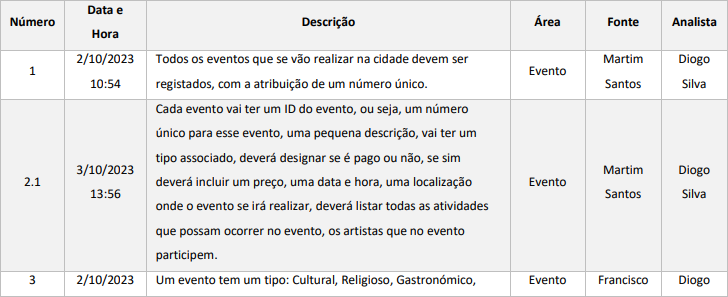 Número Data e Hora Descrição Área Fonte Analista
1 2/10/2023 10:54 Todos os eventos que se vão realizar na cidade devem ser registados, com a atribuição de um número único. Evento Martim Santos Diogo Silva
2.1 3/10/2023 13:56 Cada evento vai ter um ID do evento, ou seja, um número único para esse evento, uma pequena descrição, vai ter um tipo associado, deverá designar se é pago ou não, se sim deverá incluir um preço, uma data e hora, uma localização onde o evento se irá realizar, deverá listar todas as atividades que possam ocorrer no evento, os artistas que no evento participem. Evento Martim Santos Diogo Silva
3 2/10/2023 Um evento tem um tipo: Cultural, Religioso, Gastronómico, Evento Francisco Diogo